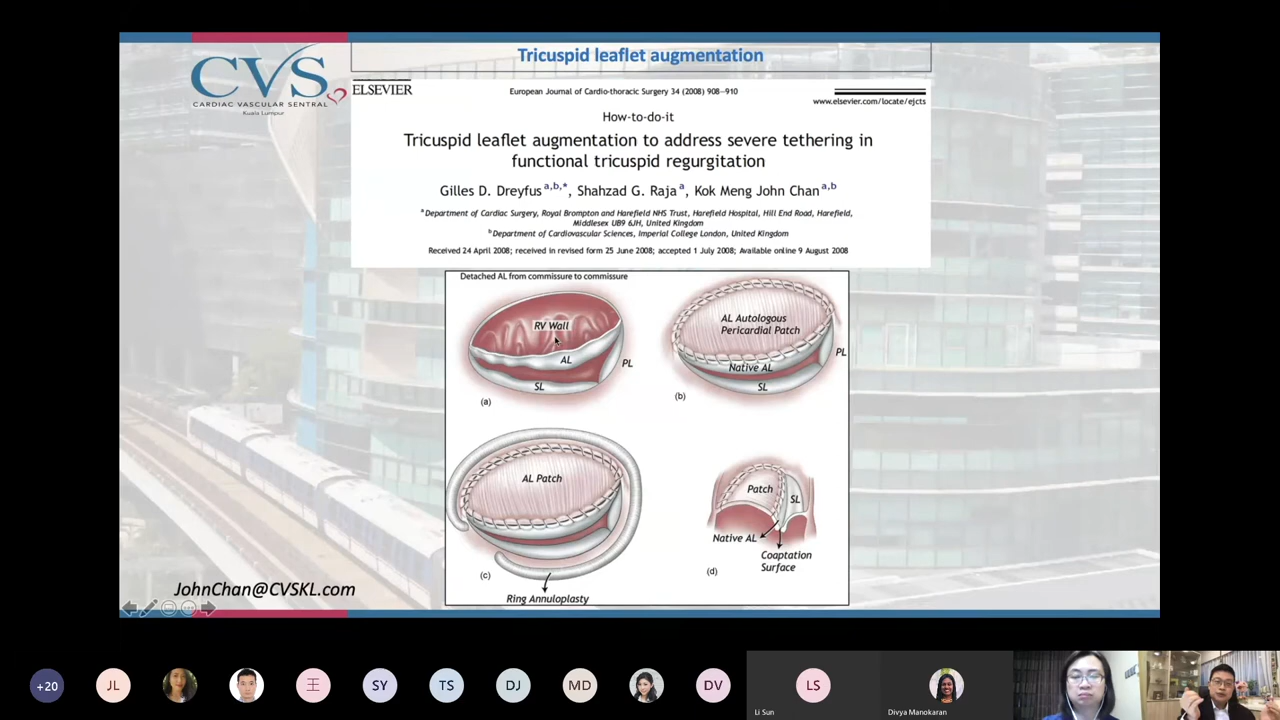 Tricuspid leaflet augmentation
CVS
CARDIAC VASCULAR SENTRAL
Kuala Lumpur
ELSEVIER
European Journal of Cardio-thoracic Surgery 34 (2008) 908—910
www.elsevier.com/locate/ejcts
How-to-do-it
Tricuspid leaflet augmentation to address severe tethering in
functional tricuspid regurgitation
Gilles D. Dreyfus a,b,*, Shahzad G. Raja a, Kok Meng John Chan a,b
a Department of Cardiac Surgery, Royal Brompton and Harefield NHS Trust, Harefield Hospital, Hill End Road, Harefield,
Middlesex UB9 6JH, United Kingdom
b Department of Cardiovascular Sciences, Imperial College London, United Kingdom
Received 24 April 2008; received in revised form 25 June 2008; accepted 1 July 2008; Available online 9 August 2008
Detached AL from commissure to commissure
RV Wall
AL
PL
SL
(a)
AL Autologous
Pericardial Patch
PL
Native AL
SL
(b)
AL Patch
(c)
Ring Annuloplasty
Patch
SL
Native AL
Coaptation
Surface
(d)
JohnChan@CVSKL.com
+20
JL
王
SY
TS
DJ
MD
DV
LS
Li Sun
Divya Manokaran